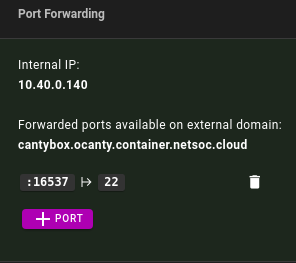 Port Forwarding
Internal IP:
10.40.0.140
Forwarded ports available on external domain:
cantybox.ocanty.container.netsoc.cloud
:16537 ↦ 22
+ PORT